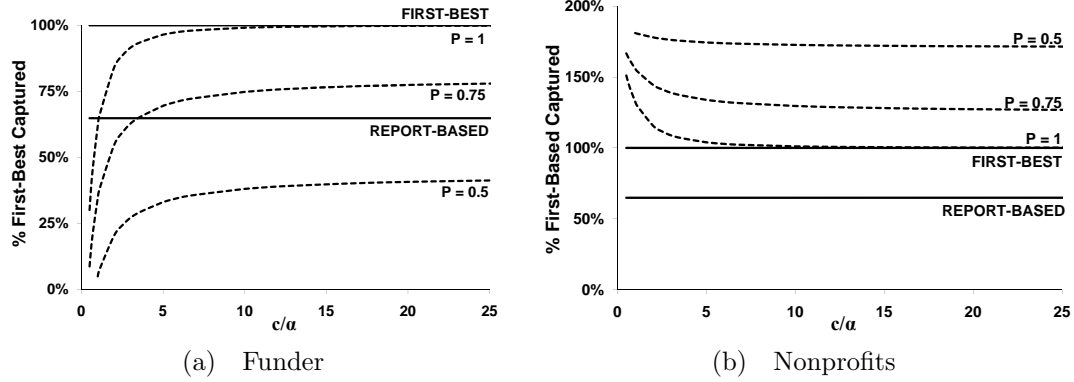 % First-Best Captured
100%
75%
50%
25%
0%
FIRST-BEST
P = 1
P = 0.75
REPORT-BASED
P = 0.5
0 5 10 15 20 25
c/α
(a) Funder
% First-Based Captured
200%
150%
100%
50%
0%
P = 0.5
P = 0.75
P = 1
FIRST-BEST
REPORT-BASED
0 5 10 15 20 25
c/α
(b) Nonprofits